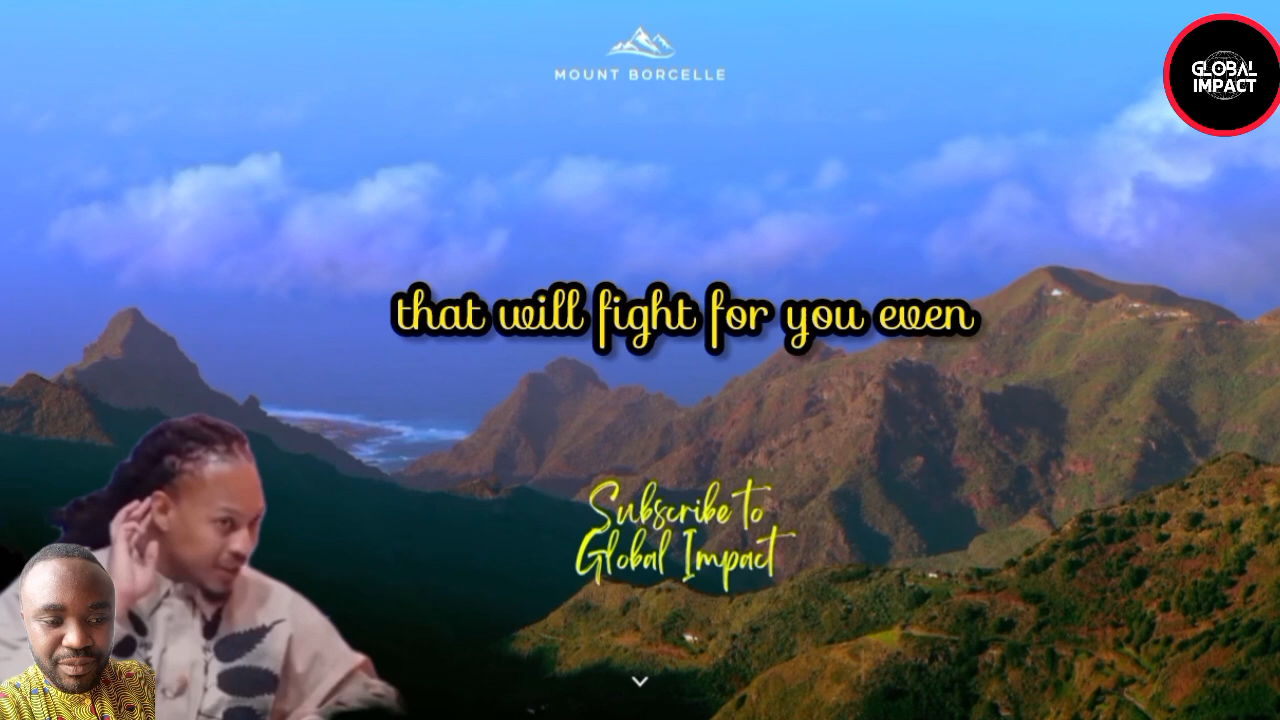 MOUNT BORCELLE
GLOBAL
IMPACT
that will fight for you even
Subscribe to
Global Impact